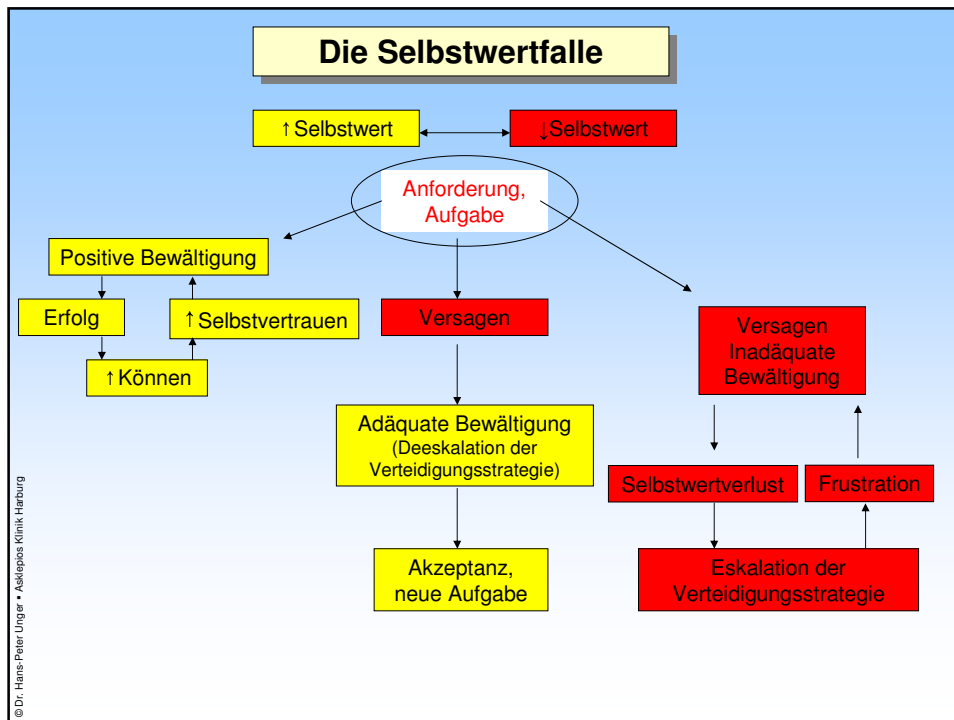 Die Selbstwertfalle
↑Selbstwert
↓Selbstwert
Anforderung,
Aufgabe
Positive Bewältigung
Erfolg
↑Selbstvertrauen
↑Können
Versagen
Adäquate Bewältigung
(Deeskalation der
Verteidigungsstrategie)
Akzeptanz,
neue Aufgabe
Versagen
Inadäquate
Bewältigung
Selbstwertverlust
Frustration
Eskalation der
Verteidigungsstrategie
© Dr. Hans-Peter Unger ▪ Asklepios Klinik Harburg